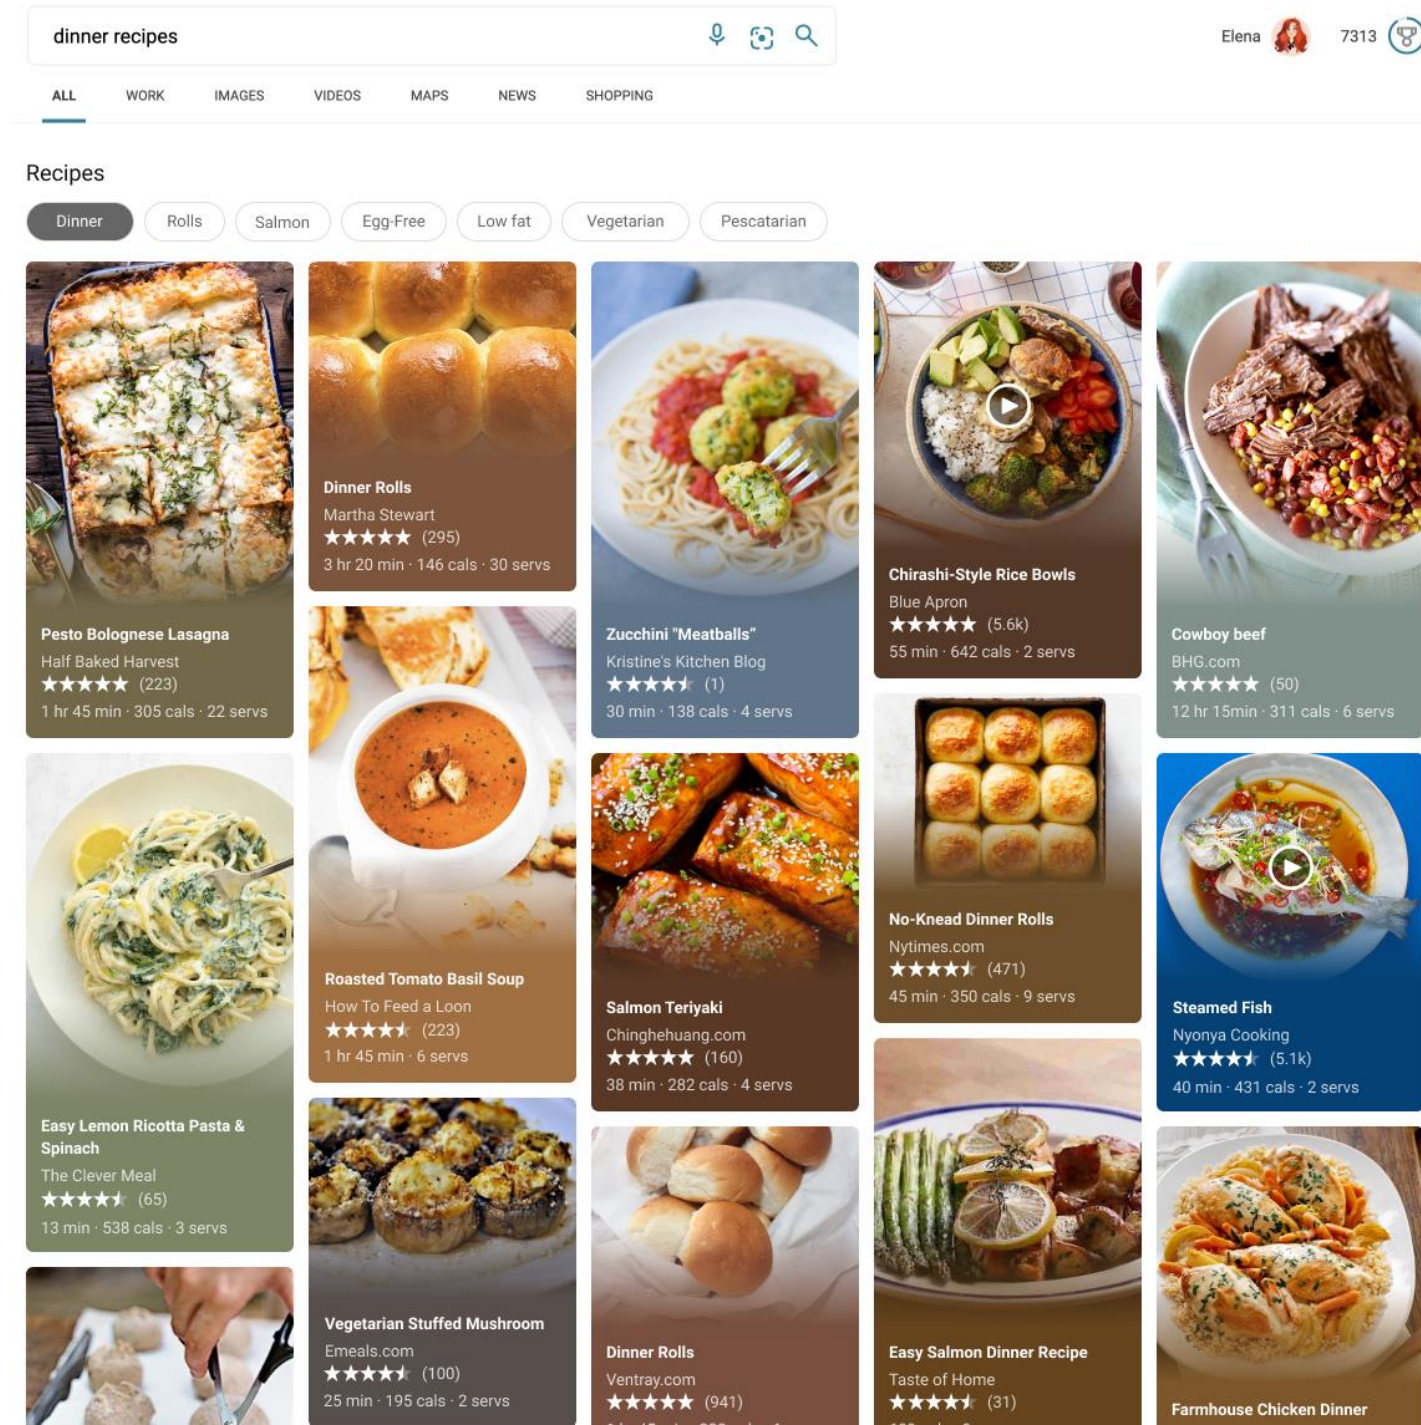 dinner recipes
Elena
7313
ALL
WORK
IMAGES
VIDEOS
MAPS
NEWS
SHOPPING
Recipes
Dinner
Rolls
Salmon
Egg-Free
Low fat
Vegetarian
Pescatarian
Pesto Bolognese Lasagna
Half Baked Harvest
(223)
1 hr 45 min · 305 cals · 22 servs
Easy Lemon Ricotta Pasta &
Spinach
The Clever Meal
(65)
13 min · 538 cals · 3 servs
Dinner Rolls
Martha Stewart
(295)
3 hr 20 min · 146 cals · 30 servs
Roasted Tomato Basil Soup
How To Feed a Loon
(223)
1 hr 45 min · 6 servs
Vegetarian Stuffed Mushroom
Emeals.com
(100)
25 min · 195 cals · 2 servs
Zucchini "Meatballs"
Kristine's Kitchen Blog
(1)
30 min · 138 cals · 4 servs
Salmon Teriyaki
Chinghehuang.com
(160)
38 min · 282 cals · 4 servs
Dinner Rolls
Ventray.com
(941)
Chirashi-Style Rice Bowls
Blue Apron
(5.6k)
55 min · 642 cals · 2 servs
No-Knead Dinner Rolls
Nytimes.com
(471)
45 min · 350 cals · 9 servs
Easy Salmon Dinner Recipe
Taste of Home
(31)
Cowboy beef
BHG.com
(50)
12 hr 15min · 311 cals · 6 servs
Steamed Fish
Nyonya Cooking
(5.1k)
40 min · 431 cals · 2 servs
Farmhouse Chicken Dinner